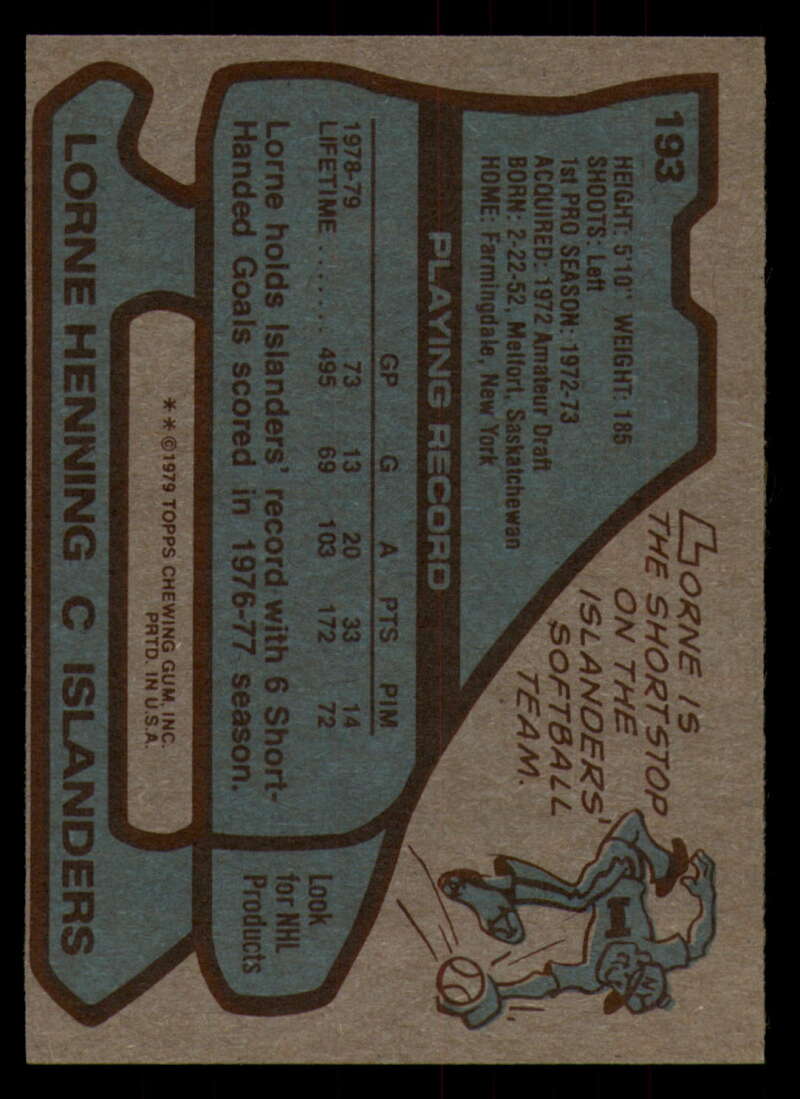 193
HEIGHT: 5'10" WEIGHT: 185
SHOOTS: Left
1st PRO SEASON: 1972-73
ACQUIRED: 1972 Amateur Draft
BORN: 2-22-52, Melfort, Saskatchewan
HOME: Farmingdale, New York
LORNE IS
THE SHORTSTOP
ON THE
ISLANDERS'
SOFTBALL
TEAM.
PLAYING RECORD
GP G A PTS PIM
1978-79 73 13 20 33 14
LIFETIME ....... 495 69 103 172 72
Lorne holds Islanders' record with 6 Short-
Handed Goals scored in 1976-77 season.
Look
for NHL
Products
* * ©1979 TOPPS CHEWING GUM, INC.
PRTD. IN U.S.A.
LORNE HENNING C ISLANDERS